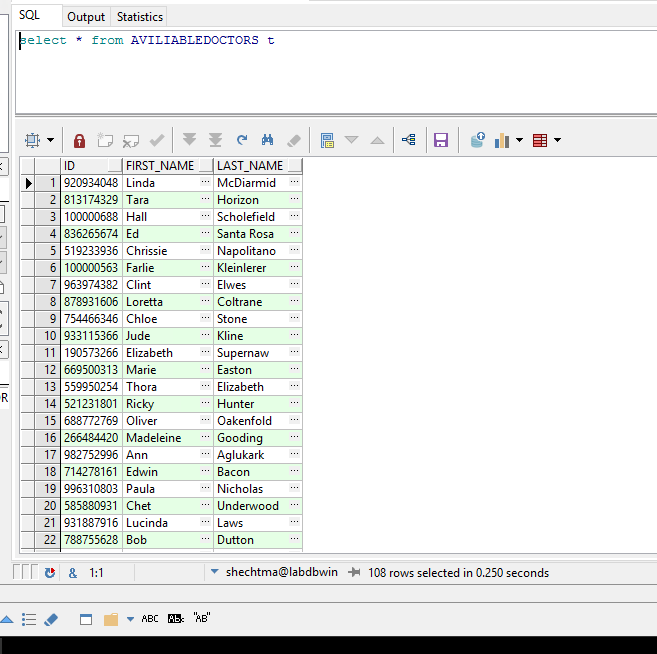 SQL Output Statistics
select * from AVILIABLEDOCTORS t
ID FIRST_NAME LAST_NAME
1 920934048 Linda ... McDiarmid ...
2 813174329 Tara ... Horizon ...
3 100000688 Hall ... Scholefield ...
4 836265674 Ed ... Santa Rosa ...
5 519233936 Chrissie ... Napolitano ...
6 100000563 Farlie ... Kleinlerer ...
7 963974382 Clint ... Elwes ...
8 878931606 Loretta ... Coltrane ...
9 754466346 Chloe ... Stone ...
10 933115366 Jude ... Kline ...
11 190573266 Elizabeth ... Supernaw ...
12 669500313 Marie ... Easton ...
13 559950254 Thora ... Elizabeth ...
14 521231801 Ricky ... Hunter ...
15 688772769 Oliver ... Oakenfold ...
16 266484420 Madeleine ... Gooding ...
17 982752996 Ann ... Aglukark ...
18 714278161 Edwin ... Bacon ...
19 996310803 Paula ... Nicholas ...
20 585880931 Chet ... Underwood ...
21 931887916 Lucinda ... Laws ...
22 788755628 Bob ... Dutton ...
& 1:1 shechtma@labdbwin 108 rows selected in 0.250 seconds
ABC AB: "AB"